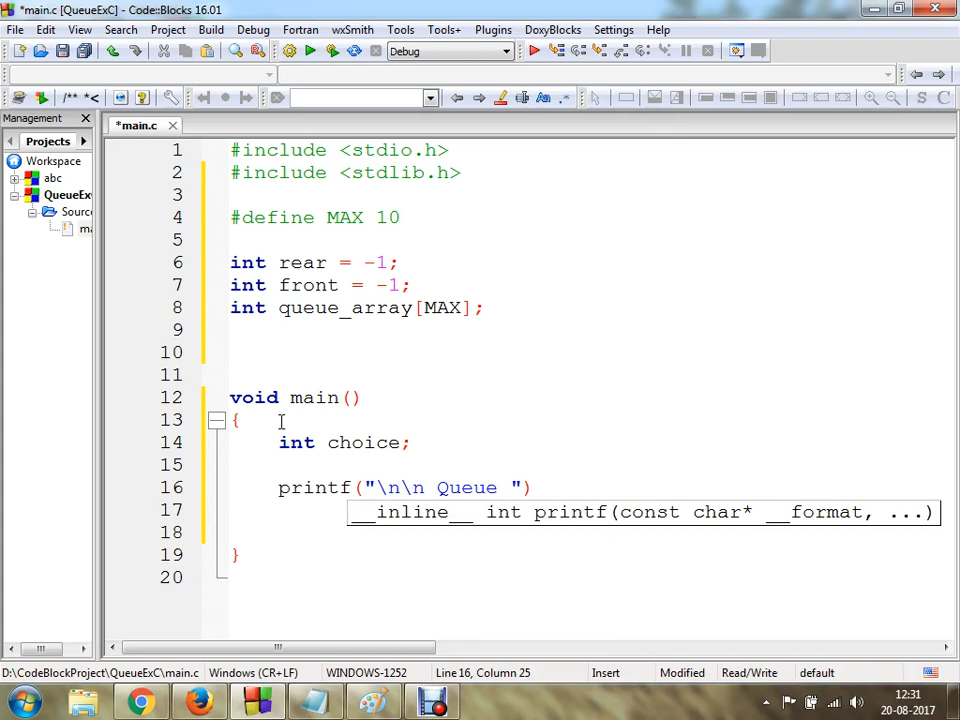 *main.c [QueueExC] - Code::Blocks 16.01
File Edit View Search Project Build Debug Fortran wxSmith Tools Tools+ Plugins DoxyBlocks Settings Help
Debug
/** *<
S C
Management
*main.c
Projects
Workspace
abc
QueueEx
Sourc
ma
1 #include <stdio.h>
2 #include <stdlib.h>
3
4 #define MAX 10
5
6 int rear = -1;
7 int front = -1;
8 int queue_array[MAX];
9
10
11
12 void main()
13 {
14 int choice;
15
16 printf("\n\n Queue ")
17 __inline__ int printf(const char* __format, ...)
18
19 }
20
D:\CodeBlockProject\QueueExC\main.c Windows (CR+LF) WINDOWS-1252 Line 16, Column 25 Insert Modified Read/Write default
12:31
20-08-2017